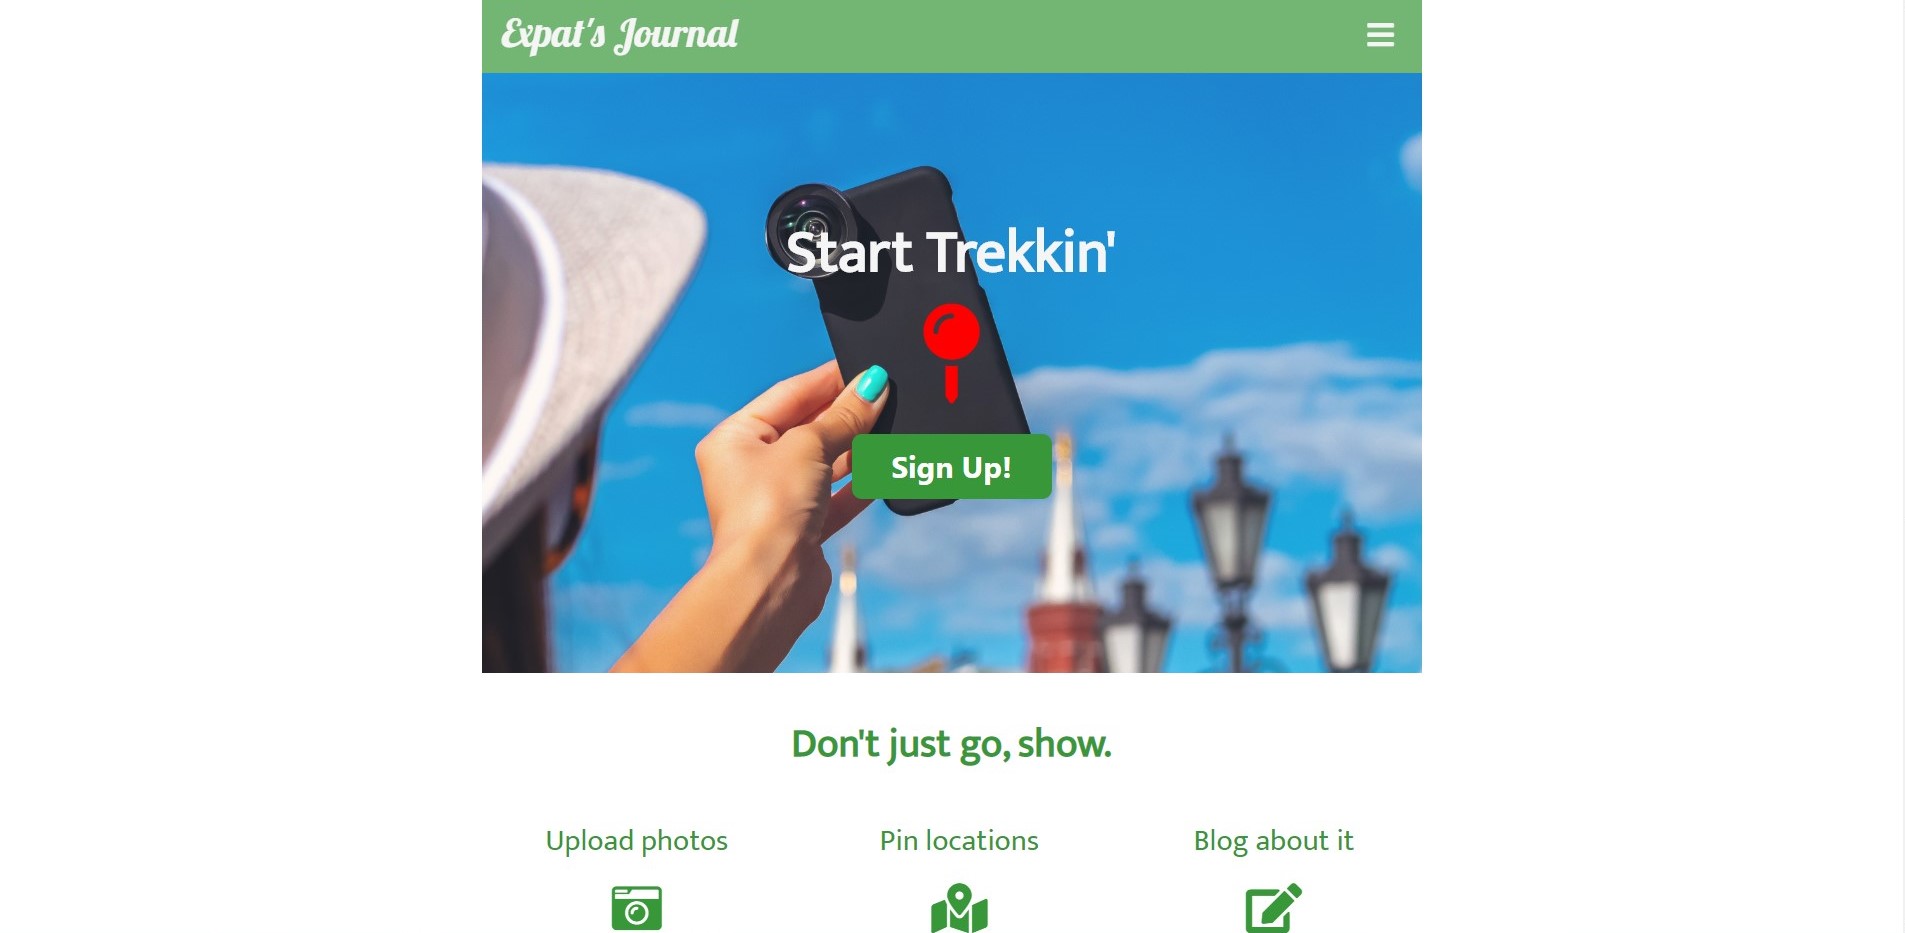 Expat's Journal
Start Trekkin'
Sign Up!
Don't just go, show.
Upload photos
Pin locations
Blog about it